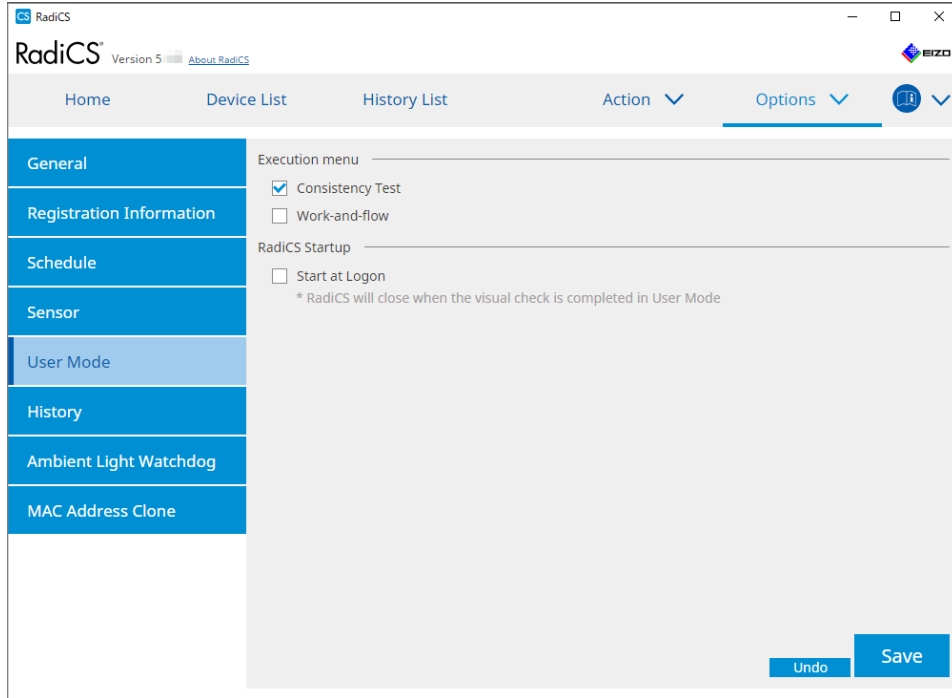 CS RadiCS
RadiCS® Version 5 About RadiCS
EIZO
Home Device List History List Action Options
General
Registration Information
Schedule
Sensor
User Mode
History
Ambient Light Watchdog
MAC Address Clone
Execution menu
Consistency Test
Work-and-flow
RadiCS Startup
Start at Logon
* RadiCS will close when the visual check is completed in User Mode
Undo
Save